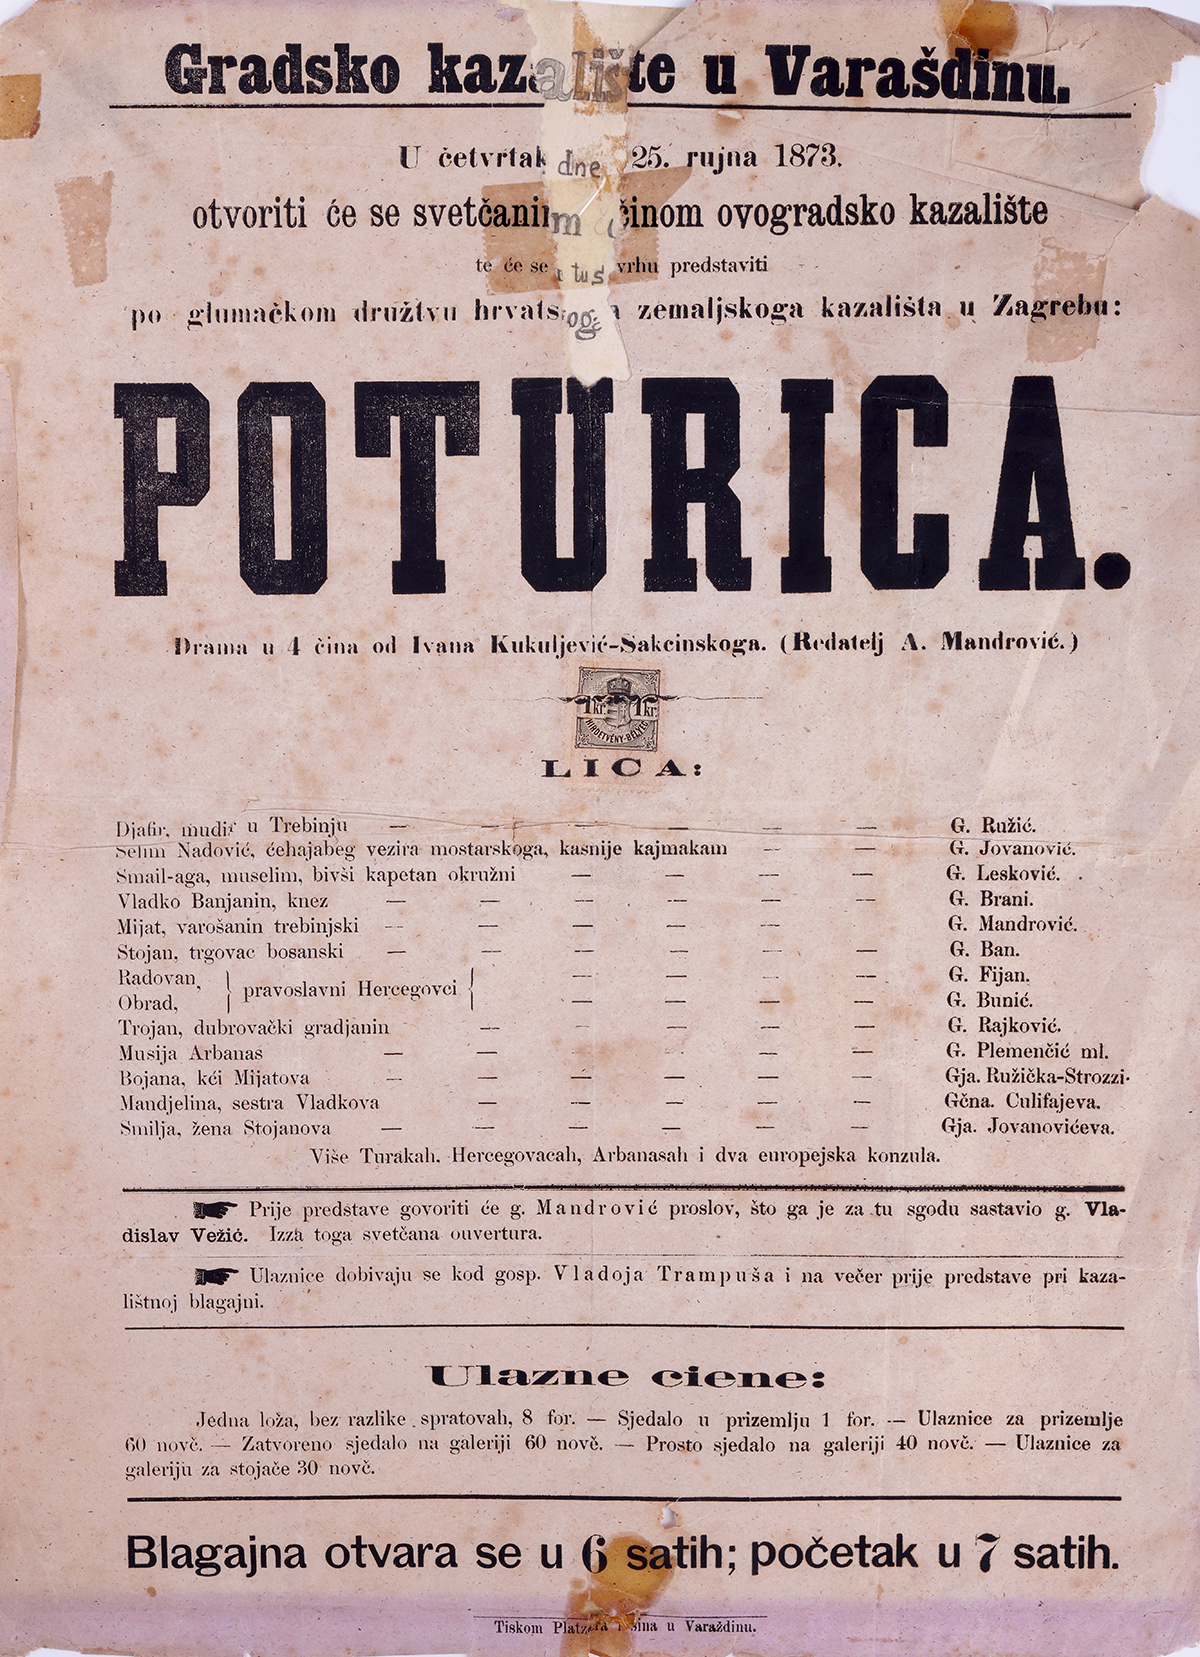 Gradsko kazalište u Varašdinu.
U četvrtak dne 25. rujna 1873.
otvoriti će se svetčanim činom ovogradsko kazalište
te će se u tu svrhu predstaviti
po glumačkom družtvu hrvatskoga zemaljskoga kazališta u Zagrebu:
POTURICA.
Drama u 4 čina od Ivana Kukuljević-Sakcinskoga. (Redatelj A. Mandrović.)
1 kr. 1 kr.
HIRDETVÉNY-BÉLYEG
LICA:
Djafir, mudir u Trebinju — — — — — — G. Ružić.
Selim Nadović, ćehajabeg vezira mostarskoga, kasnije kajmakam — — G. Jovanović.
Smail-aga, muselim, bivši kapetan okružni — — — — G. Lesković.
Vladko Banjanin, knez — — — — — — G. Brani.
Mijat, varošanin trebinjski — — — — — — G. Mandrović.
Stojan, trgovac bosanski — — — — — — G. Ban.
Radovan, } pravoslavni Hercegovci { — — — — G. Fijan.
Obrad, — — — — G. Bunić.
Trojan, dubrovački gradjanin — — — — — G. Rajković.
Musija Arbanas — — — — — — G. Plemenčić ml.
Bojana, kći Mijatova — — — — — — Gja. Ružička-Strozzi.
Mandjelina, sestra Vladkova — — — — — Gčna. Culifajeva.
Smilja, žena Stojanova — — — — — — Gja. Jovanovićeva.
Više Turakah, Hercegovacah, Arbanasah i dva europejska konzula.
☛ Prije predstave govoriti će g. Mandrović proslov, što ga je za tu sgodu sastavio g. Vla-
dislav Vežić. Izza toga svetčana ouvertura.
☛ Ulaznice dobivaju se kod gosp. Vladoja Trampuša i na večer prije predstave pri kaza-
lištnoj blagajni.
Ulazne ciene:
Jedna loža, bez razlike spratovah, 8 for. — Sjedalo u prizemlju 1 for. — Ulaznice za prizemlje
60 novč. — Zatvoreno sjedalo na galeriji 60 novč. — Prosto sjedalo na galeriji 40 novč. — Ulaznice za
galeriju za stojače 30 novč.
Blagajna otvara se u 6 satih; početak u 7 satih.
Tiskom Platzera i sina u Varaždinu.